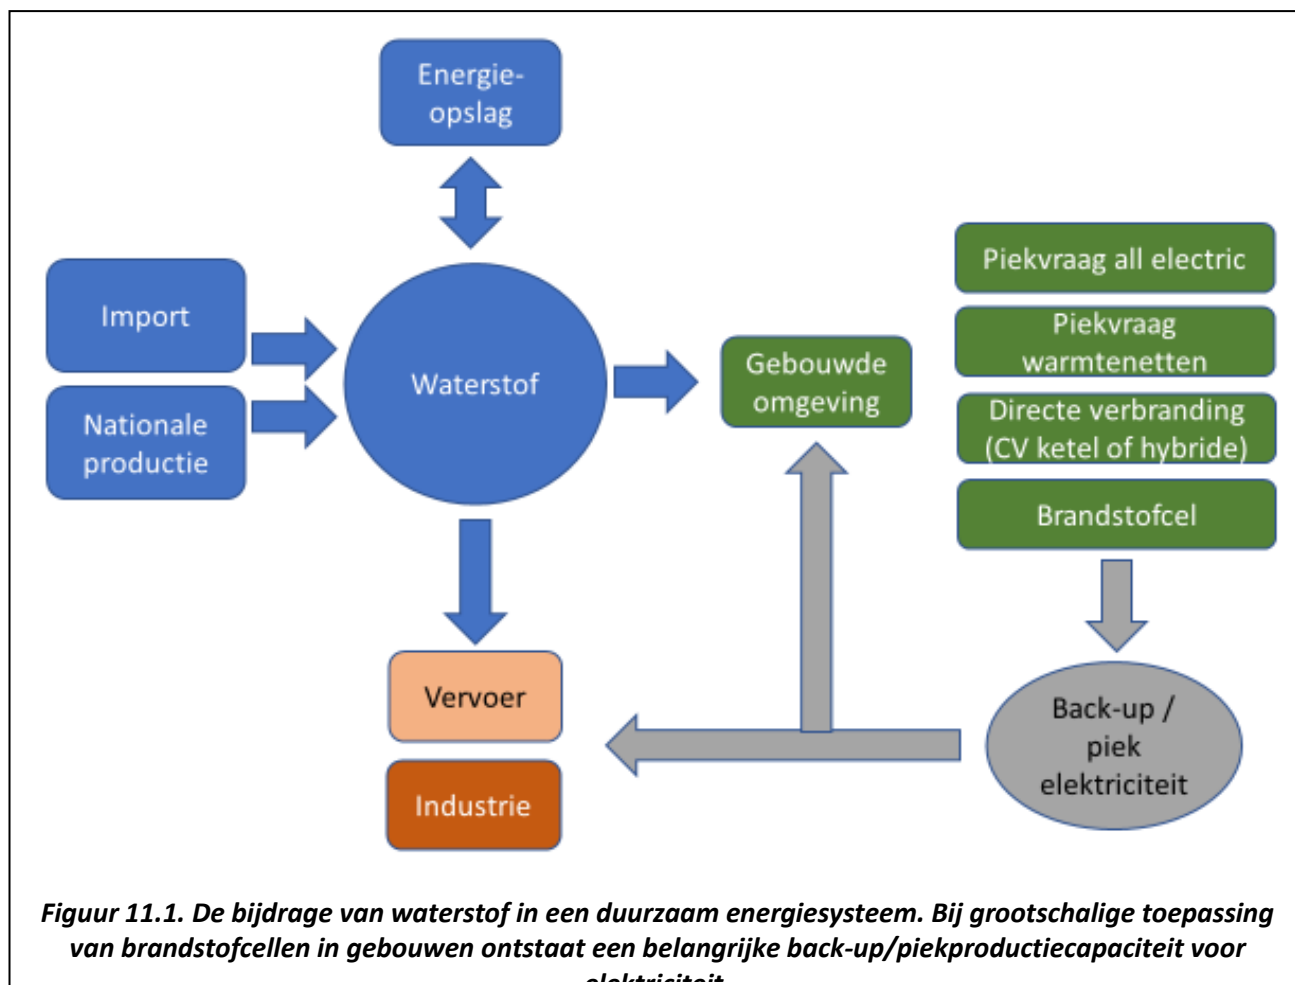 Energie-
opslag
Import
Nationale
productie
Waterstof
Gebouwde
omgeving
Piekvraag all electric
Piekvraag
warmtenetten
Directe verbranding
(CV ketel of hybride)
Brandstofcel
Vervoer
Industrie
Back-up /
piek
elektriciteit
Figuur 11.1. De bijdrage van waterstof in een duurzaam energiesysteem. Bij grootschalige toepassing
van brandstofcellen in gebouwen ontstaat een belangrijke back-up/piekproductiecapaciteit voor
elektriciteit